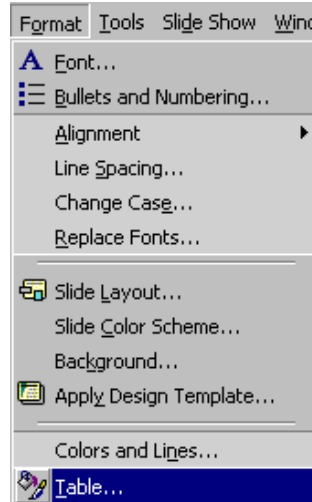 Format Tools Slide Show
Font...
Bullets and Numbering...
Alignment
Line Spacing...
Change Case...
Replace Fonts...
Slide Layout...
Slide Color Scheme...
Background...
Apply Design Template...
Colors and Lines...
Table...